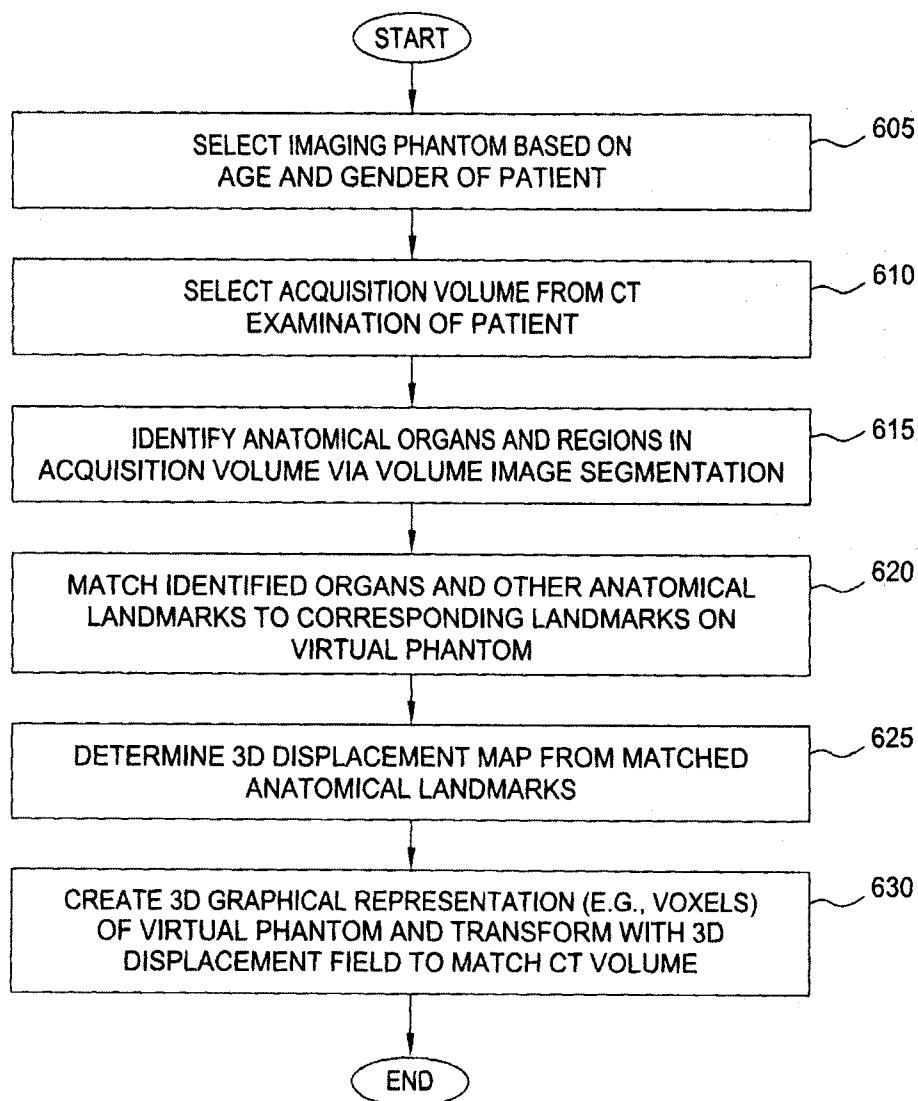 START
SELECT IMAGING PHANTOM BASED ON
AGE AND GENDER OF PATIENT
605
SELECT ACQUISITION VOLUME FROM CT
EXAMINATION OF PATIENT
610
IDENTIFY ANATOMICAL ORGANS AND REGIONS IN
ACQUISITION VOLUME VIA VOLUME IMAGE SEGMENTATION
615
MATCH IDENTIFIED ORGANS AND OTHER ANATOMICAL
LANDMARKS TO CORRESPONDING LANDMARKS ON
VIRTUAL PHANTOM
620
DETERMINE 3D DISPLACEMENT MAP FROM MATCHED
ANATOMICAL LANDMARKS
625
CREATE 3D GRAPHICAL REPRESENTATION (E.G., VOXELS)
OF VIRTUAL PHANTOM AND TRANSFORM WITH 3D
DISPLACEMENT FIELD TO MATCH CT VOLUME
630
END